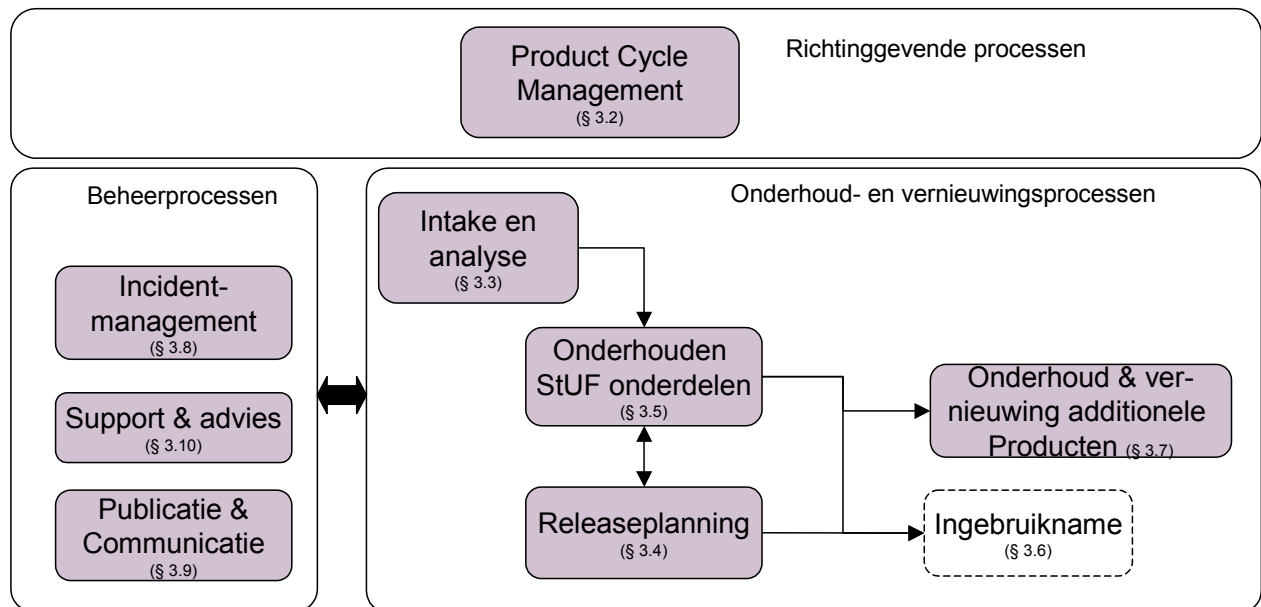 Product Cycle
Management
(§ 3.2)
Richtinggevende processen
Beheerprocessen
Incident-
management
(§ 3.8)
Support & advies
(§ 3.10)
Publicatie &
Communicatie
(§ 3.9)
Onderhoud- en vernieuwingsprocessen
Intake en
analyse
(§ 3.3)
Onderhouden
StUF onderdelen
(§ 3.5)
Releaseplanning
(§ 3.4)
Onderhoud & ver-
nieuwing additionele
Producten (§ 3.7)
Ingebruikname
(§ 3.6)